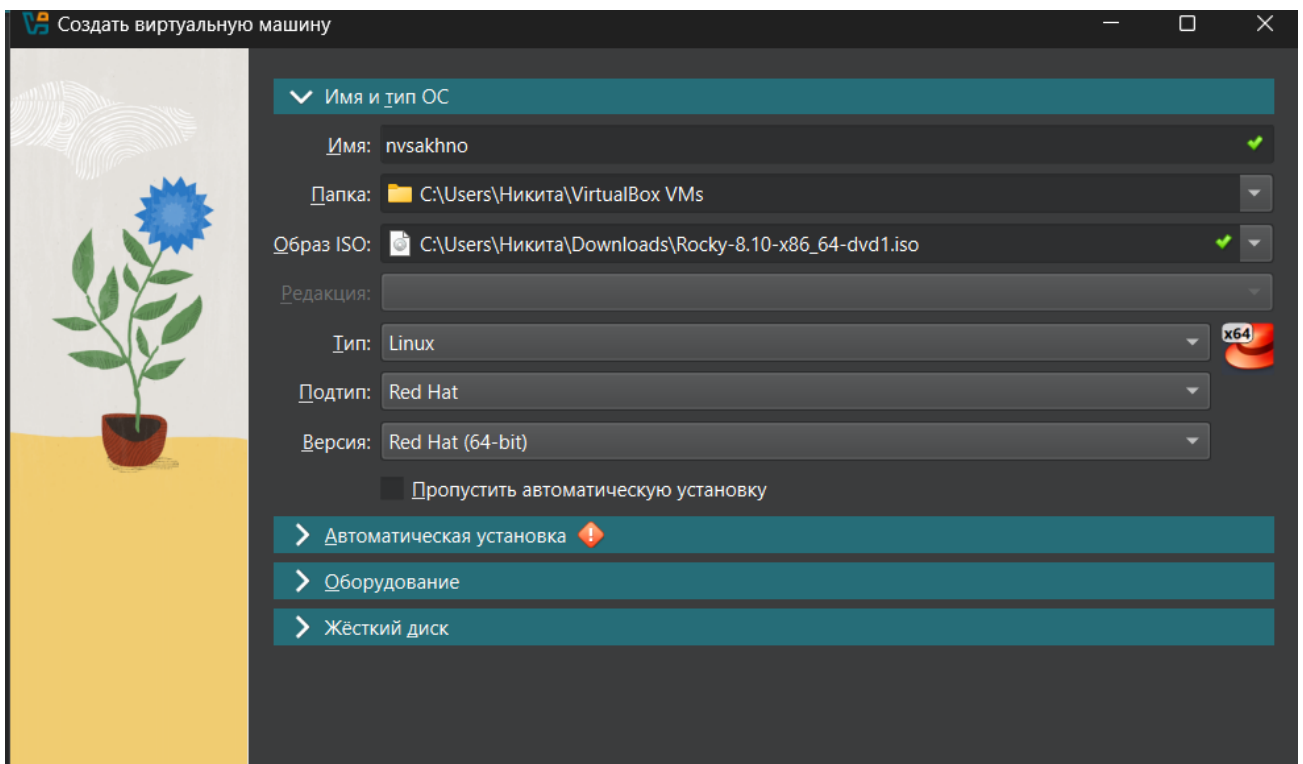 Создать виртуальную машину
Имя и тип ОС
Имя: nvsakhno
Папка: C:\Users\Никита\VirtualBox VMs
Образ ISO: C:\Users\Никита\Downloads\Rocky-8.10-x86_64-dvd1.iso
Редакция:
Тип: Linux
x64
Подтип: Red Hat
Версия: Red Hat (64-bit)
Пропустить автоматическую установку
Автоматическая установка
Оборудование
Жёсткий диск